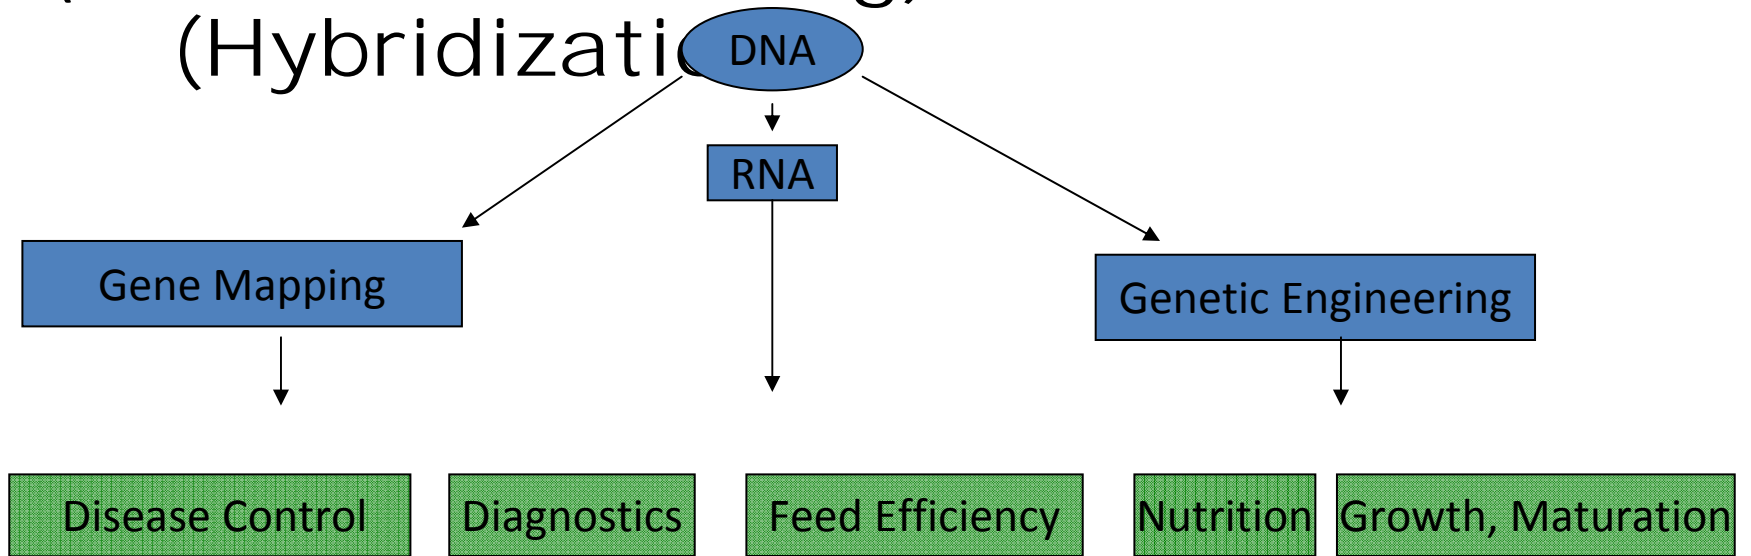 (Hybridizati
DNA
RNA
Gene Mapping
Genetic Engineering
Disease Control
Diagnostics
Feed Efficiency
Nutrition
Growth, Maturation